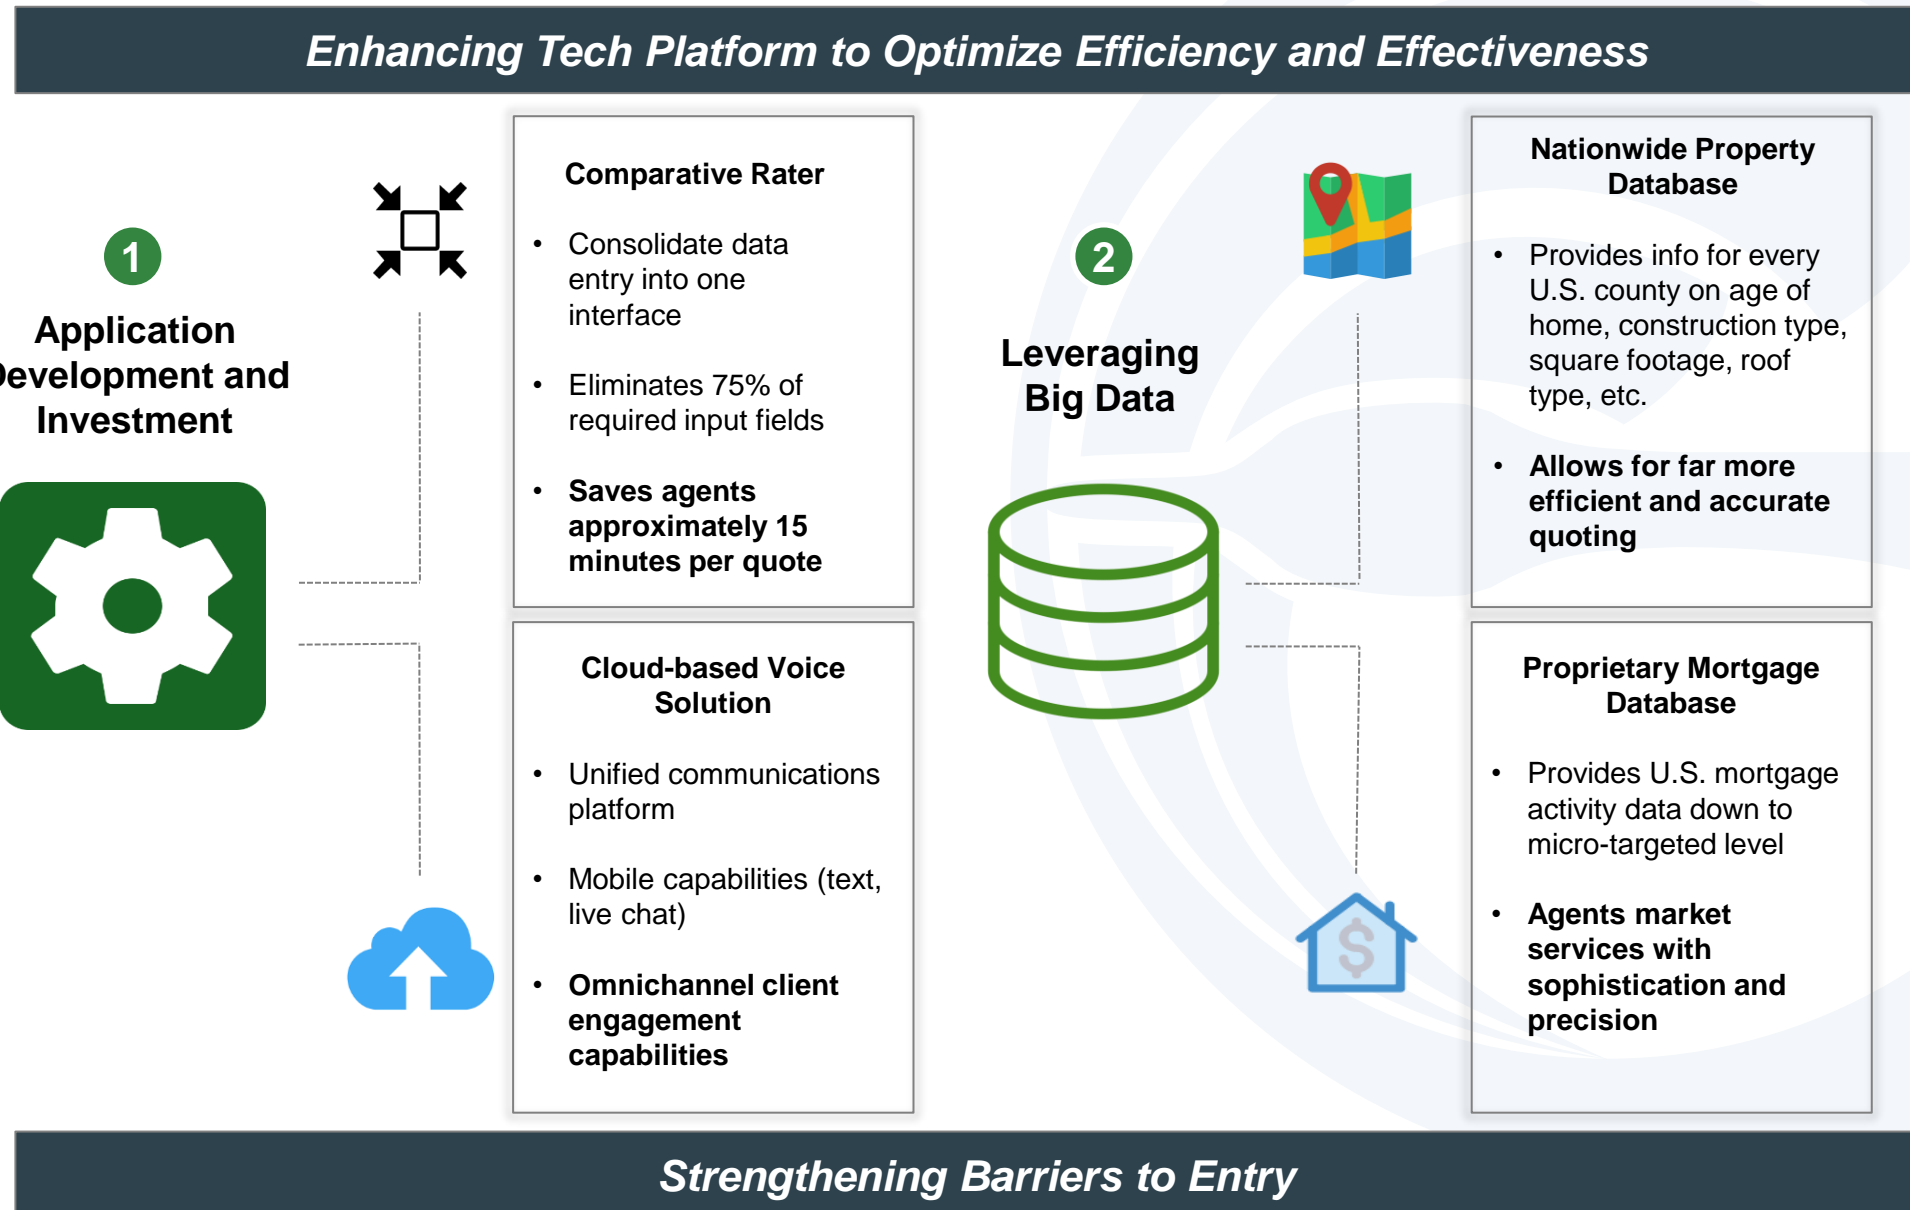 Enhancing Tech Platform to Optimize Efficiency and Effectiveness
1
Application
Development and
Investment
Comparative Rater
• Consolidate data
entry into one
interface
• Eliminates 75% of
required input fields
• Saves agents
approximately 15
minutes per quote
Cloud-based Voice
Solution
• Unified communications
platform
• Mobile capabilities (text,
live chat)
• Omnichannel client
engagement
capabilities
2
Leveraging
Big Data
Nationwide Property
Database
• Provides info for every
U.S. county on age of
home, construction type,
square footage, roof
type, etc.
• Allows for far more
efficient and accurate
quoting
$
Proprietary Mortgage
Database
• Provides U.S. mortgage
activity data down to
micro-targeted level
• Agents market
services with
sophistication and
precision
Strengthening Barriers to Entry